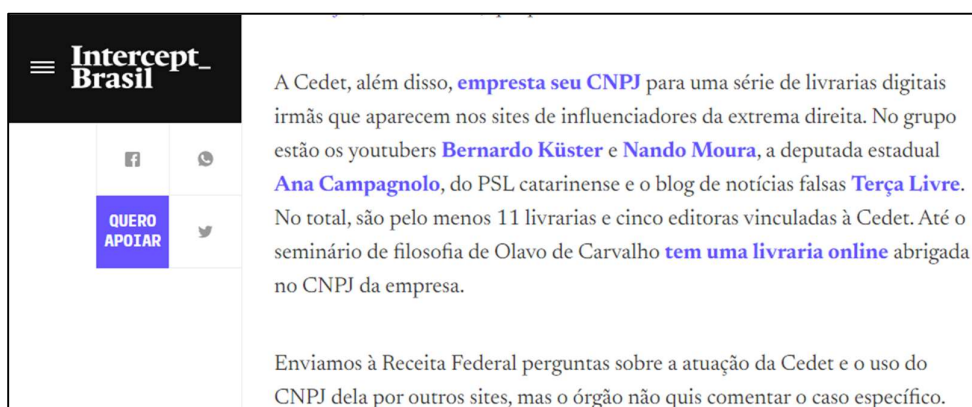 Intercept_
Brasil
QUERO
APOIAR
A Cedet, além disso, empresta seu CNPJ para uma série de livrarias digitais
irmãs que aparecem nos sites de influenciadores da extrema direita. No grupo
estão os youtubers Bernardo Küster e Nando Moura, a deputada estadual
Ana Campagnolo, do PSL catarinense e o blog de notícias falsas Terça Livre.
No total, são pelo menos 11 livrarias e cinco editoras vinculadas à Cedet. Até o
seminário de filosofia de Olavo de Carvalho tem uma livraria online abrigada
no CNPJ da empresa.
Enviamos à Receita Federal perguntas sobre a atuação da Cedet e o uso do
CNPJ dela por outros sites, mas o órgão não quis comentar o caso específico.